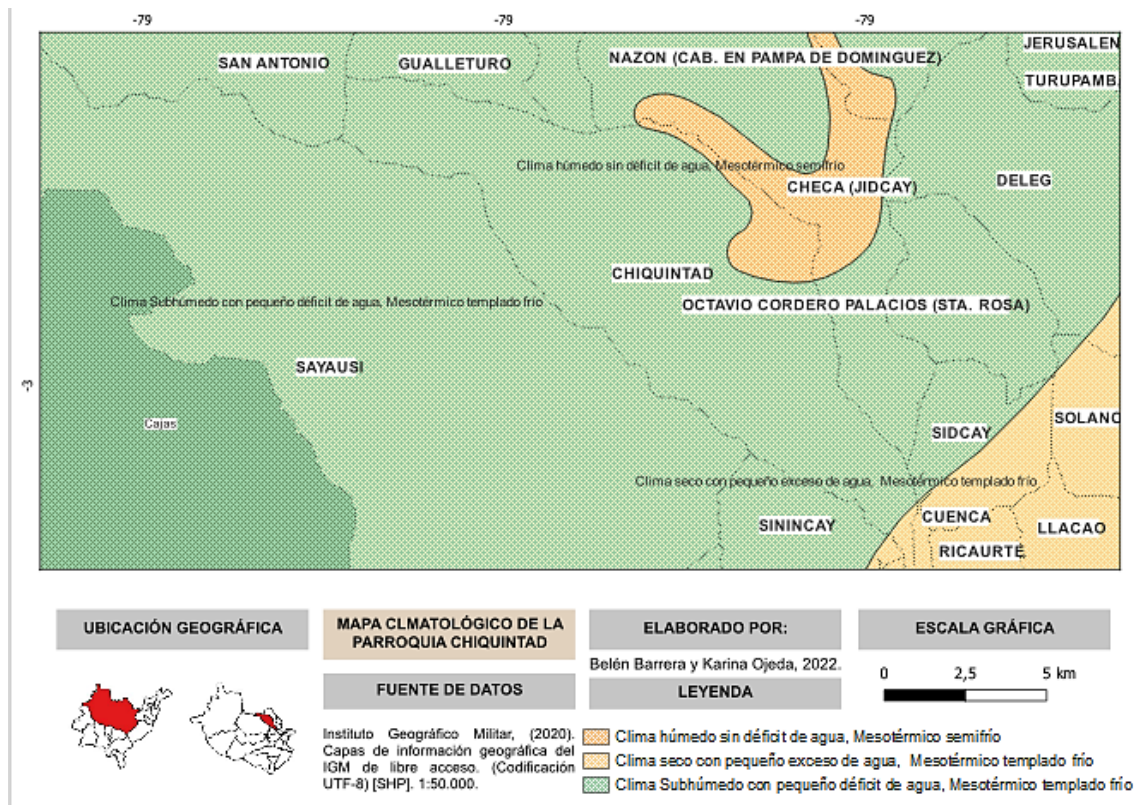 -79 -79 -79
JERUSALEN
NAZON (CAB. EN PAMPA DE DOMINGUEZ)
SAN ANTONIO GUALLETURO
TURUPAMB
Clima húmedo sin déficit de agua, Mesotérmico semifrío
DELEG
CHECA (JIDCAY)
CHIQUINTAD
Clima Subhúmedo con pequeño déficit de agua, Mesotérmico templado frío
OCTAVIO CORDERO PALACIOS (STA. ROSA)
SAYAUSI
-3
Cajas
SOLANO
SIDCAY
Clima seco con pequeño exceso de agua, Mesotérmico templado frío
CUENCA
SININCAY
LLACAO
RICAURTE
UBICACIÓN GEOGRÁFICA
MAPA CLMATOLÓGICO DE LA
PARROQUIA CHIQUINTAD
FUENTE DE DATOS
Instituto Geográfico Militar, (2020).
Capas de información geográfica del
IGM de libre acceso. (Codificación
UTF-8) [SHP]. 1:50.000.
ELABORADO POR:
Belén Barrera y Karina Ojeda, 2022.
LEYENDA
Clima húmedo sin déficit de agua, Mesotérmico semifrío
Clima seco con pequeño exceso de agua, Mesotérmico templado frío
Clima Subhúmedo con pequeño déficit de agua, Mesotérmico templado frío
ESCALA GRÁFICA
0 2,5 5 km